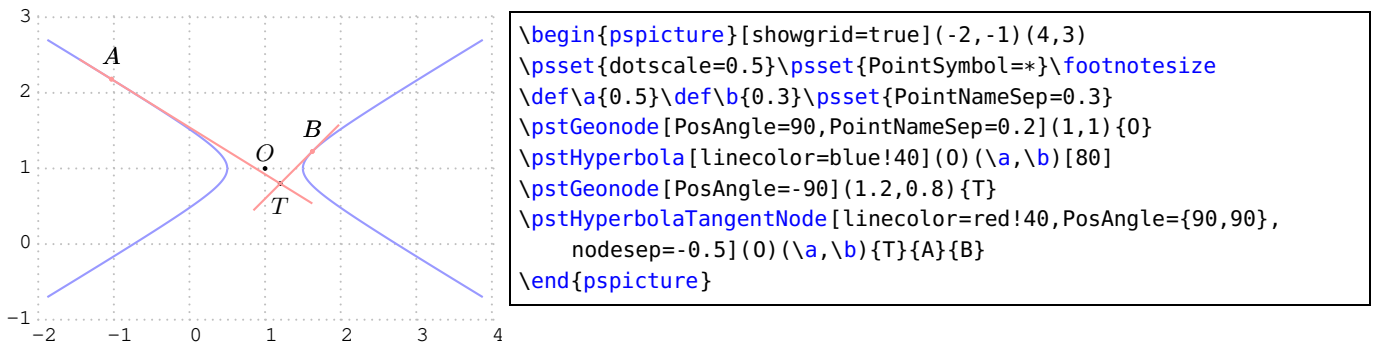 3
2
1
0
−1
−2
−1
0
1
2
3
4
A
B
O
T
\begin{pspicture}[showgrid=true](-2,-1)(4,3)
\psset{dotscale=0.5}\psset{PointSymbol=*}\footnotesize
\def\a{0.5}\def\b{0.3}\psset{PointNameSep=0.3}
\pstGeonode[PosAngle=90,PointNameSep=0.2](1,1){O}
\pstHyperbola[linecolor=blue!40](O)(\a,\b)[80]
\pstGeonode[PosAngle=-90](1.2,0.8){T}
\pstHyperbolaTangentNode[linecolor=red!40,PosAngle={90,90},
nodesep=-0.5](O)(\a,\b){T}{A}{B}
\end{pspicture}